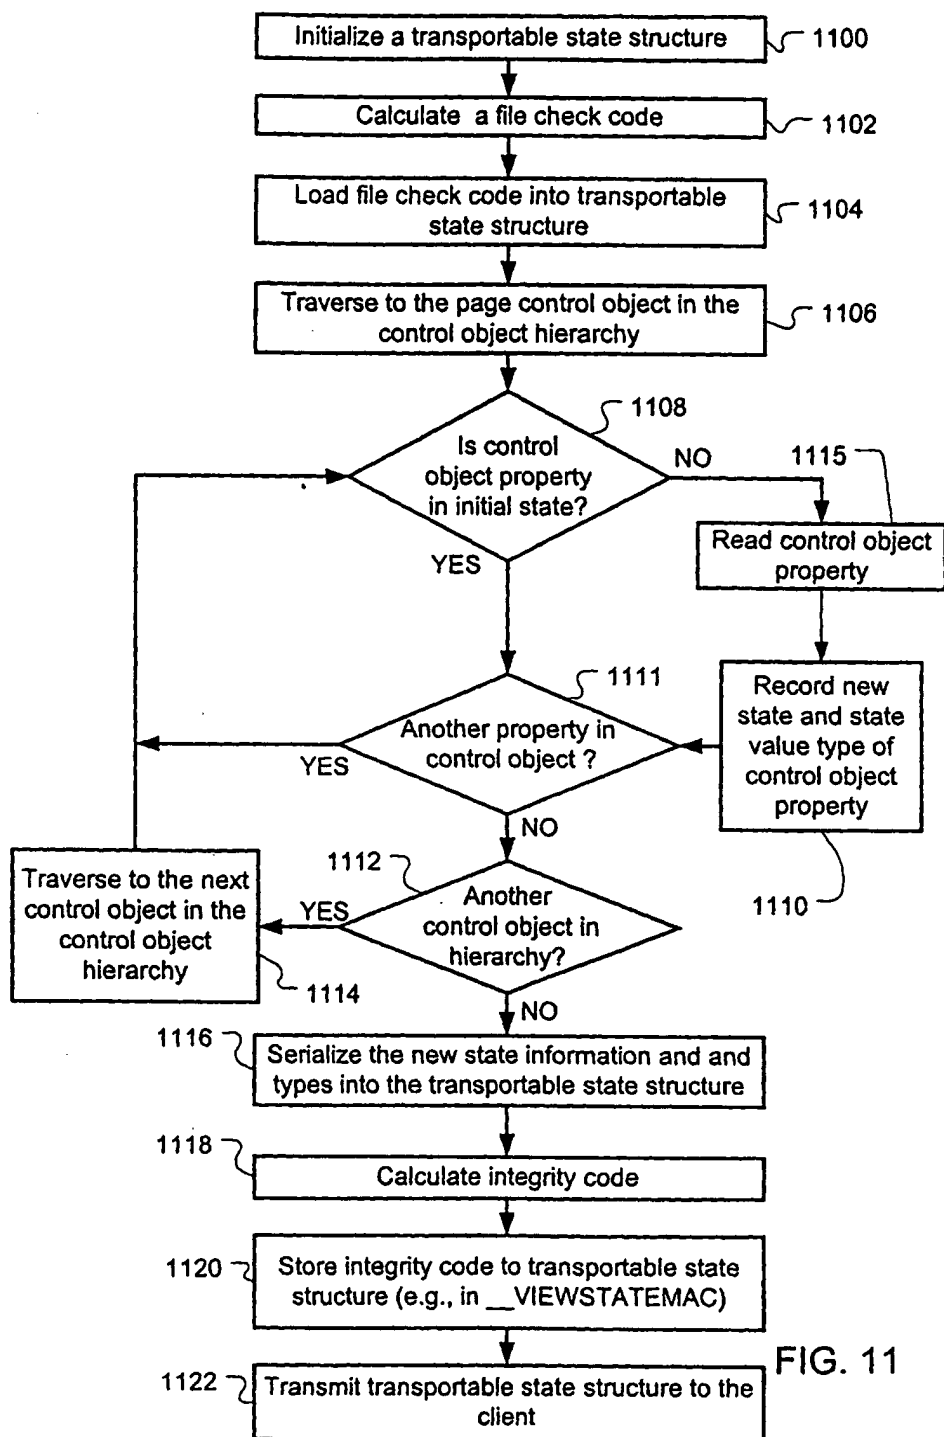 Initialize a transportable state structure
1100
Calculate a file check code
1102
Load file check code into transportable
state structure
1104
Traverse to the page control object in the
control object hierarchy
1106
1108
Is control
object property
in initial state?
NO
YES
1115
Read control object
property
1111
Another property in
control object ?
YES
NO
Record new
state and state
value type of
control object
property
1110
1112
Another
control object in
hierarchy?
YES
NO
Traverse to the next
control object in the
control object
hierarchy
1114
1116
Serialize the new state information and and
types into the transportable state structure
1118
Calculate integrity code
1120
Store integrity code to transportable state
structure (e.g., in __VIEWSTATEMAC)
1122
Transmit transportable state structure to the
client
FIG. 11